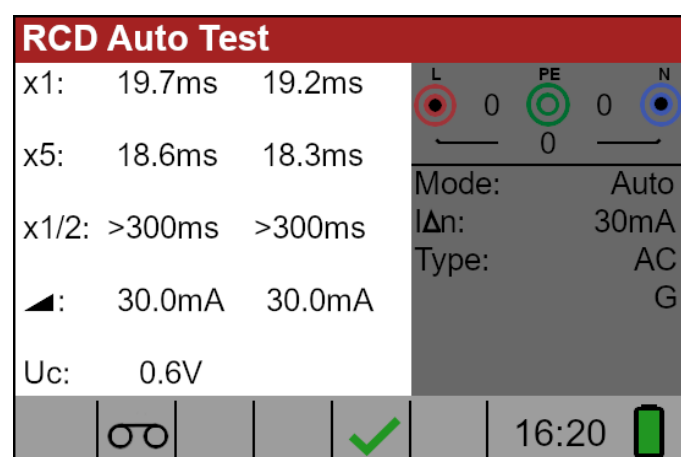 RCD Auto Test
x1: 19.7ms 19.2ms
x5: 18.6ms 18.3ms
x1/2: >300ms >300ms
◢: 30.0mA 30.0mA
Uc: 0.6V
L PE N
0 0
0
Mode: Auto
IΔn: 30mA
Type: AC
G
16:20